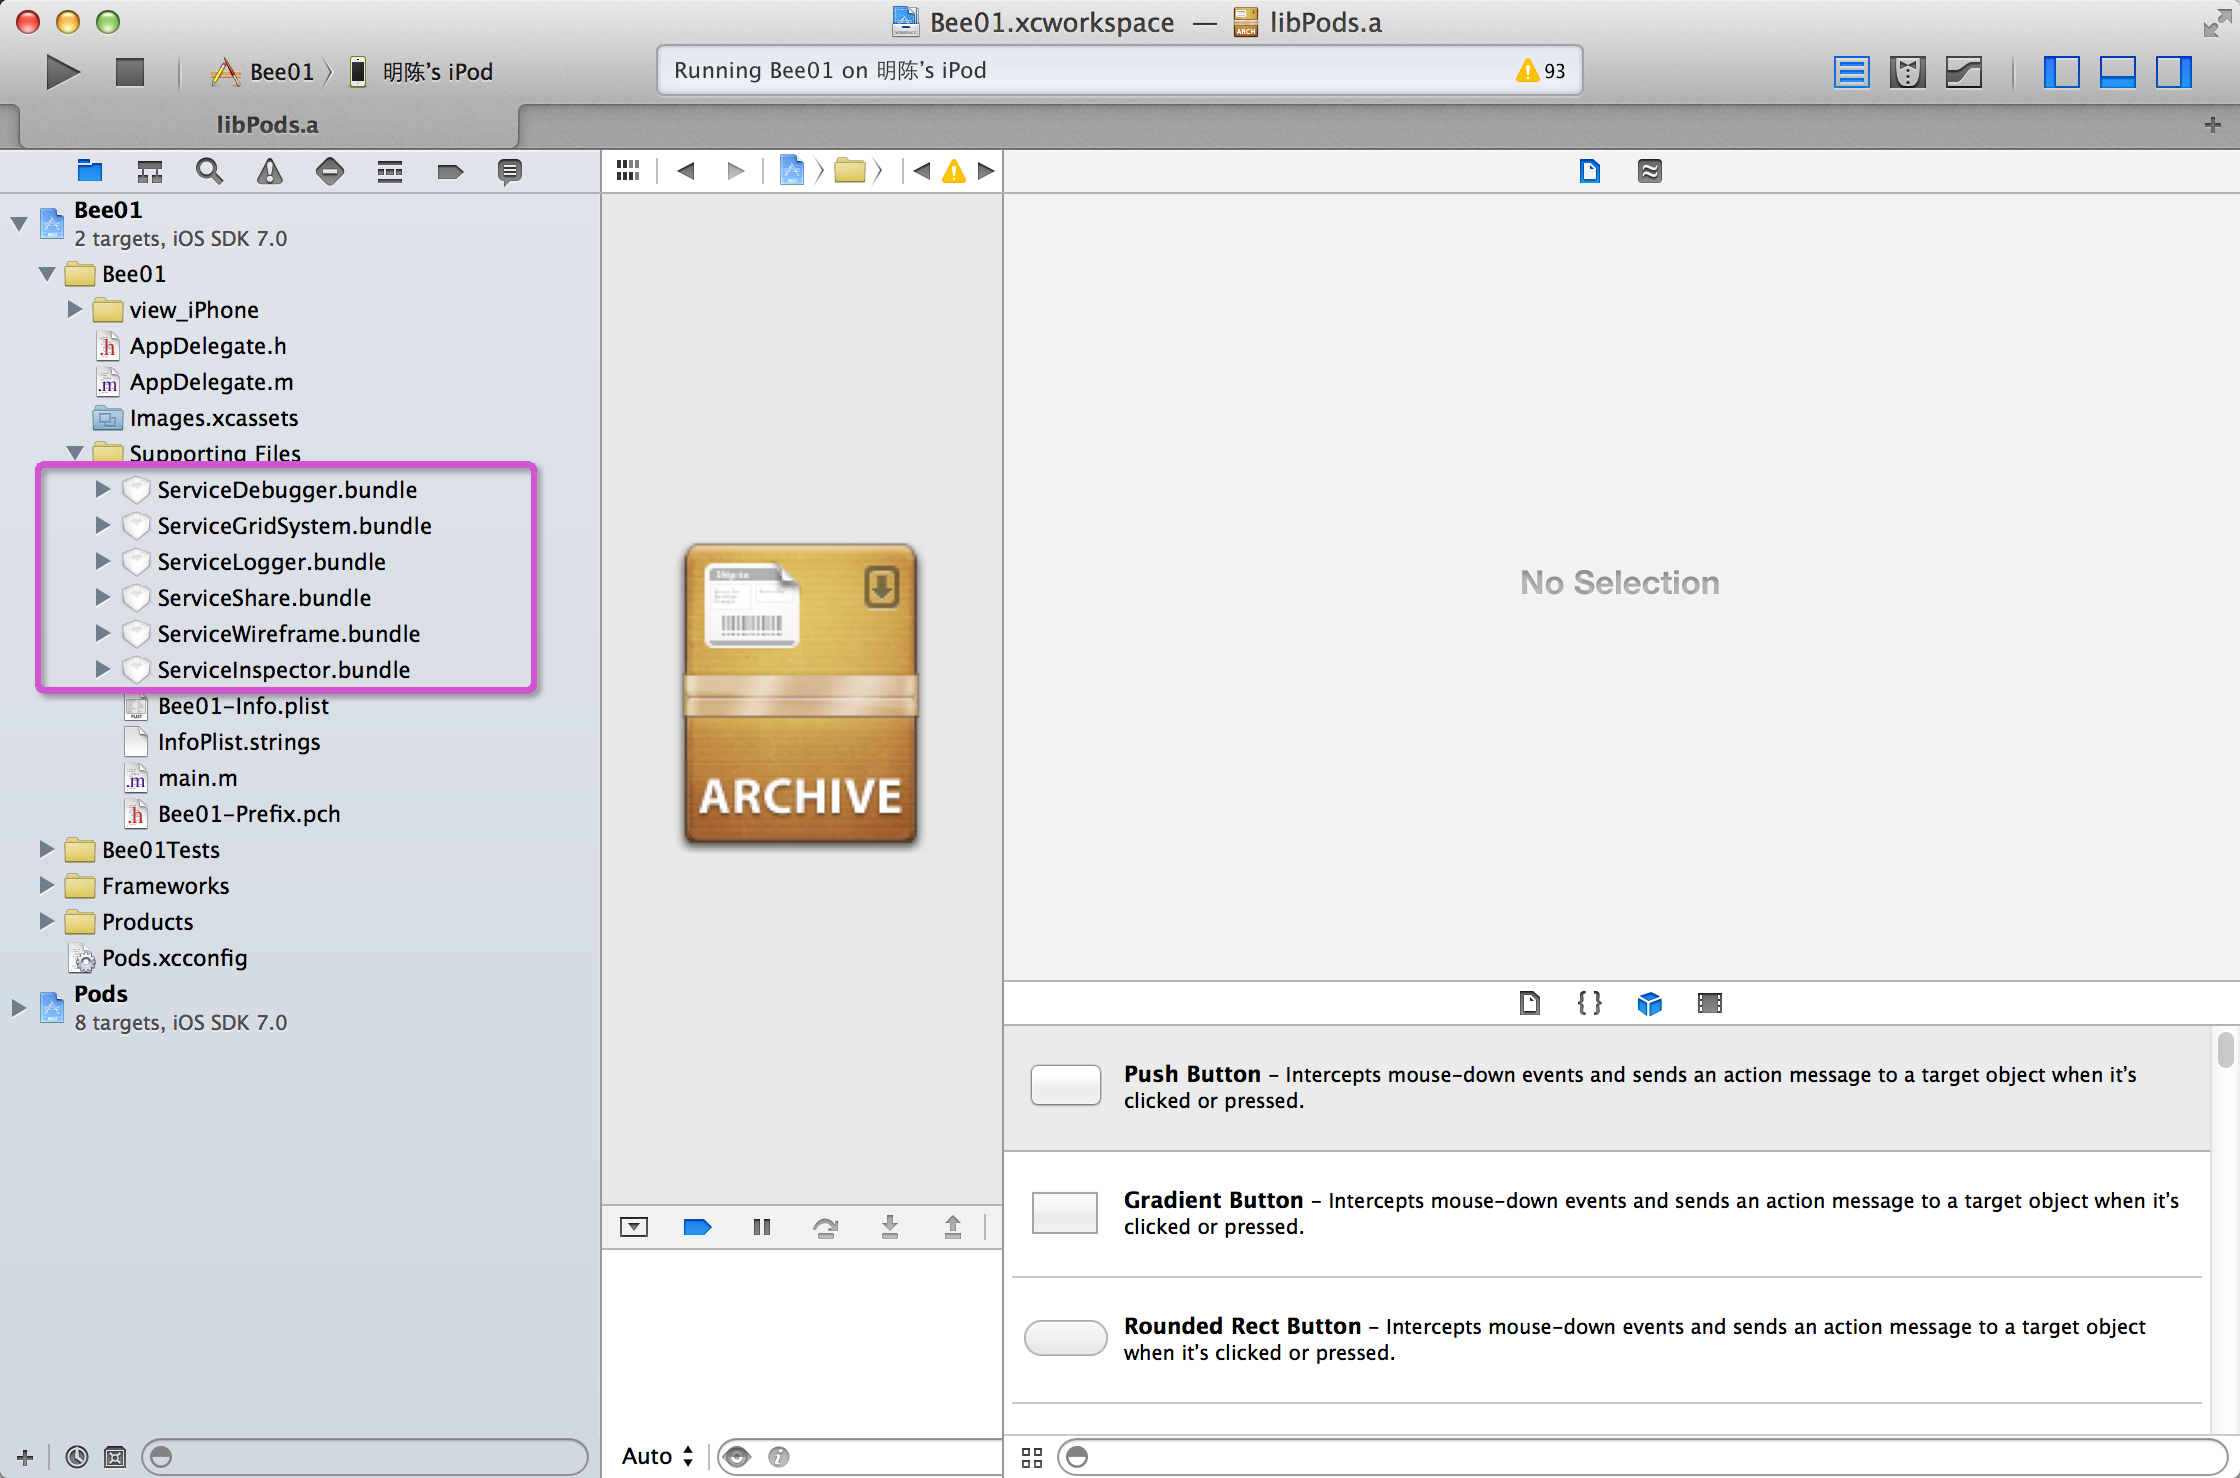 Bee01.xcworkspace — libPods.a
Bee01 明陈’s iPod
Running Bee01 on 明陈’s iPod
93
libPods.a
Bee01
2 targets, iOS SDK 7.0
Bee01
view_iPhone
AppDelegate.h
AppDelegate.m
Images.xcassets
Supporting Files
ServiceDebugger.bundle
ServiceGridSystem.bundle
ServiceLogger.bundle
ServiceShare.bundle
ServiceWireframe.bundle
ServiceInspector.bundle
Bee01-Info.plist
InfoPlist.strings
main.m
Bee01-Prefix.pch
Bee01Tests
Frameworks
Products
Pods.xcconfig
Pods
8 targets, iOS SDK 7.0
ARCHIVE
Auto
No Selection
Push Button – Intercepts mouse-down events and sends an action message to a target object when it’s
clicked or pressed.
Gradient Button – Intercepts mouse-down events and sends an action message to a target object when it’s
clicked or pressed.
Rounded Rect Button – Intercepts mouse-down events and sends an action message to a target object
when it’s clicked or pressed.